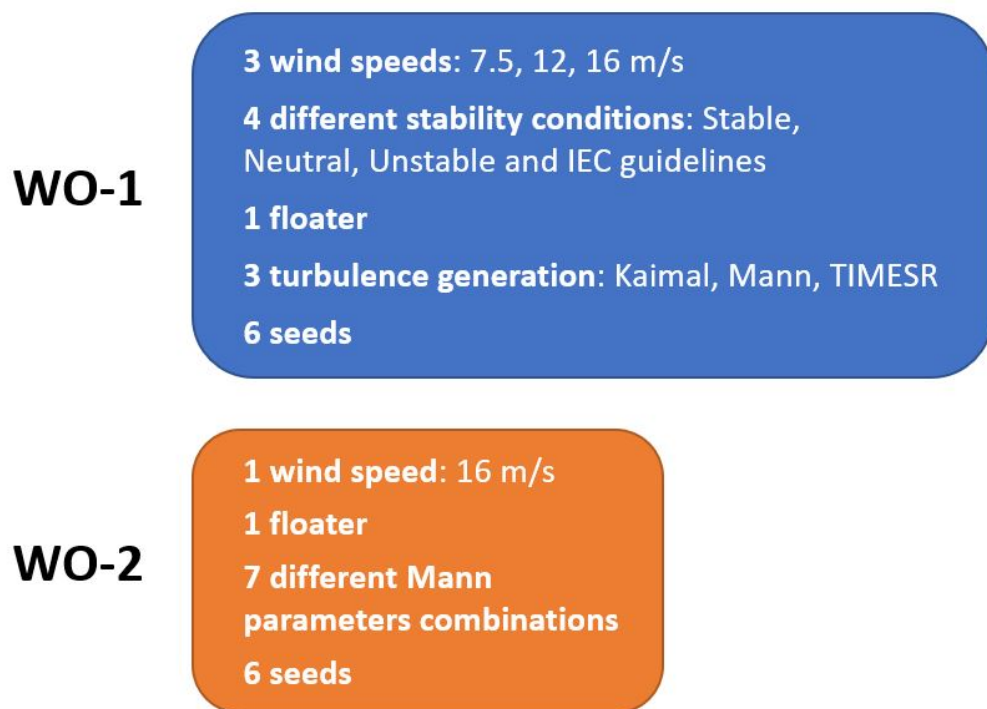 WO-1
3 wind speeds: 7.5, 12, 16 m/s
4 different stability conditions: Stable,
Neutral, Unstable and IEC guidelines
1 floater
3 turbulence generation: Kaimal, Mann, TIMESR
6 seeds
WO-2
1 wind speed: 16 m/s
1 floater
7 different Mann
parameters combinations
6 seeds